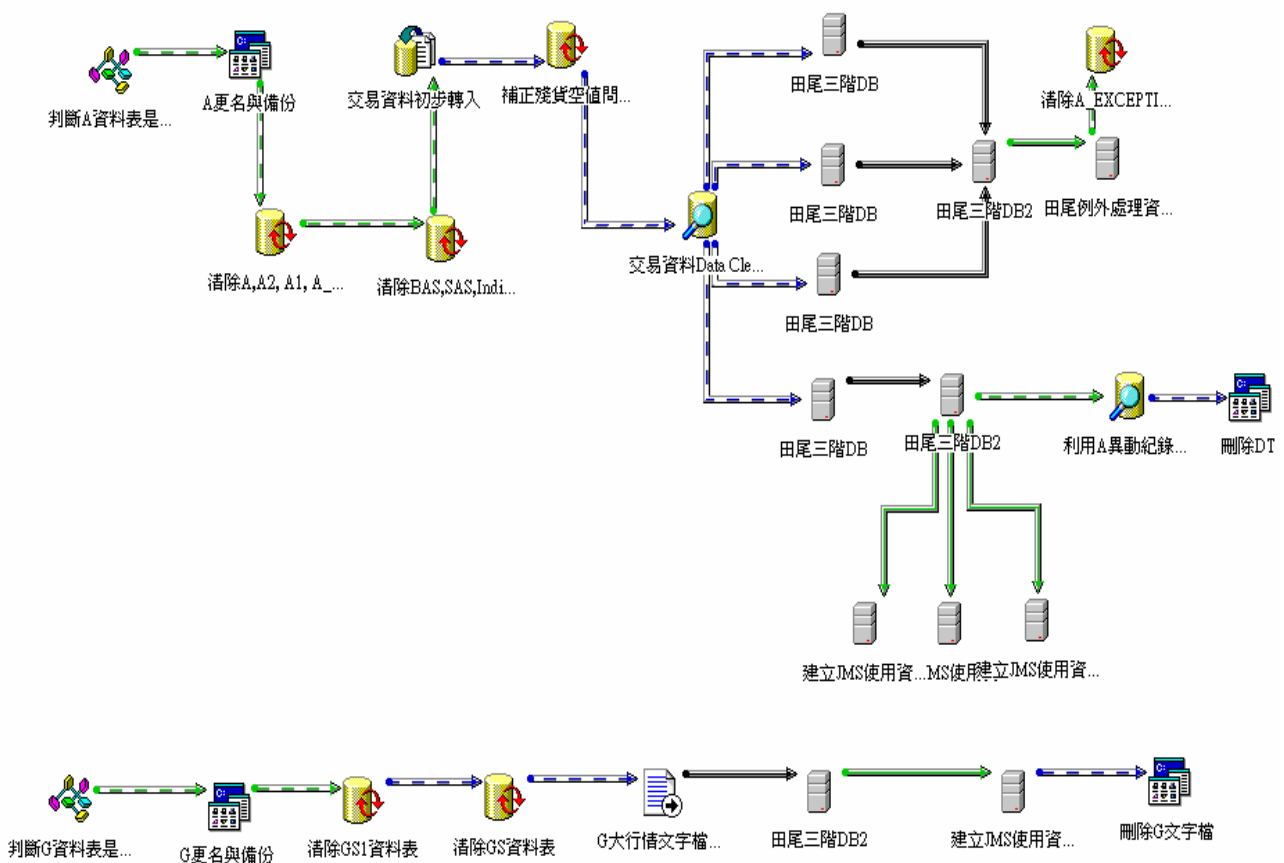 判斷A資料表是...
A更名與備份
交易資料初步轉入
補正殘貨空值問...
田尾三階DB
清除A_EXCEPTI...
田尾三階DB
田尾三階DB2
田尾例外處理資...
清除A,A2, A1, A_...
清除BAS,SAS,Indi...
交易資料Data Cle...
田尾三階DB
田尾三階DB
田尾三階DB2
利用A異動紀錄...
刪除DT
建立JMS使用資...
MS使用
建立JMS使用資...
判斷G資料表是...
G更名與備份
清除GS1資料表
清除GS資料表
G大行情文字檔...
田尾三階DB2
建立JMS使用資...
刪除G文字檔